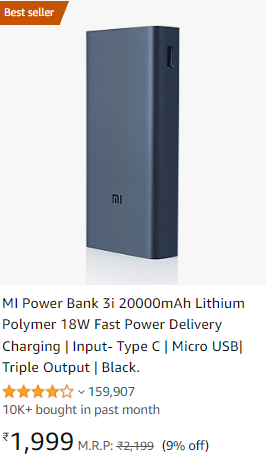 Best seller
MI
MI Power Bank 3i 20000mAh Lithium
Polymer 18W Fast Power Delivery
Charging | Input- Type C | Micro USB|
Triple Output | Black.
159,907
10K+ bought in past month
₹1,999 M.R.P: ₹2,199 (9% off)